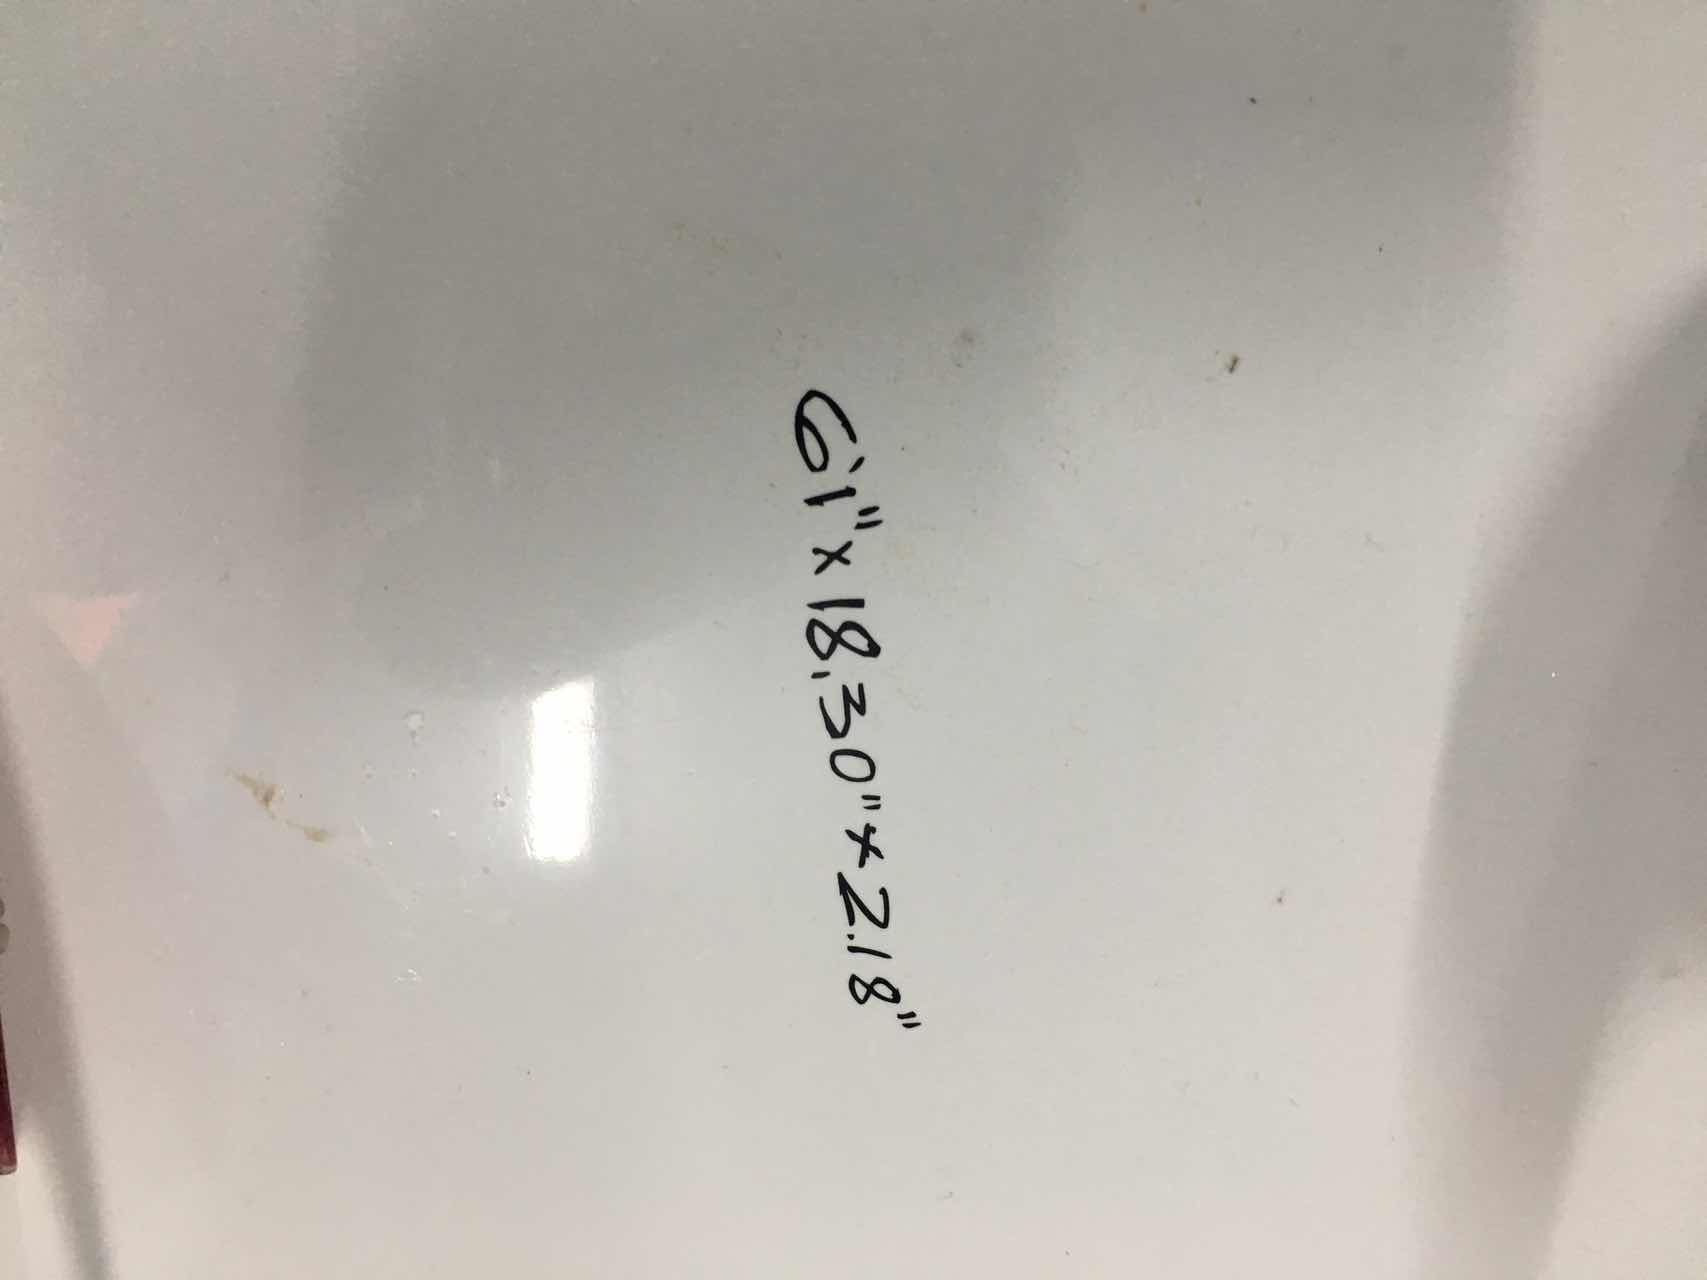 6'1" x 18.30" x 2.18"